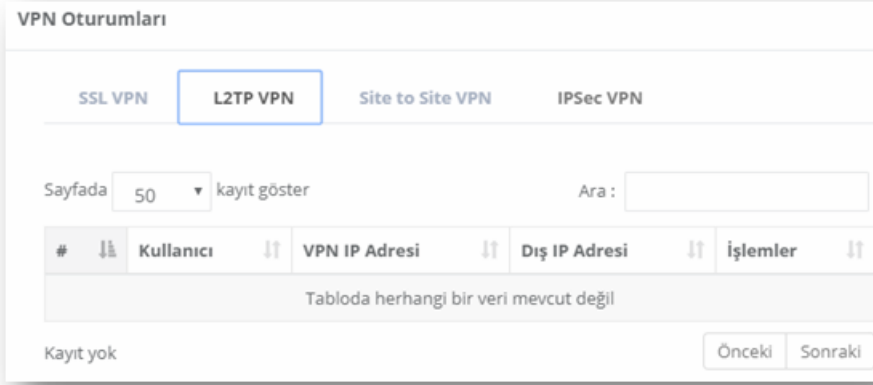 VPN Oturumları
SSL VPN L2TP VPN Site to Site VPN IPSec VPN
Sayfada 50 kayıt göster Ara :
# Kullanıcı VPN IP Adresi Dış IP Adresi İşlemler
Tabloda herhangi bir veri mevcut değil
Kayıt yok Önceki Sonraki